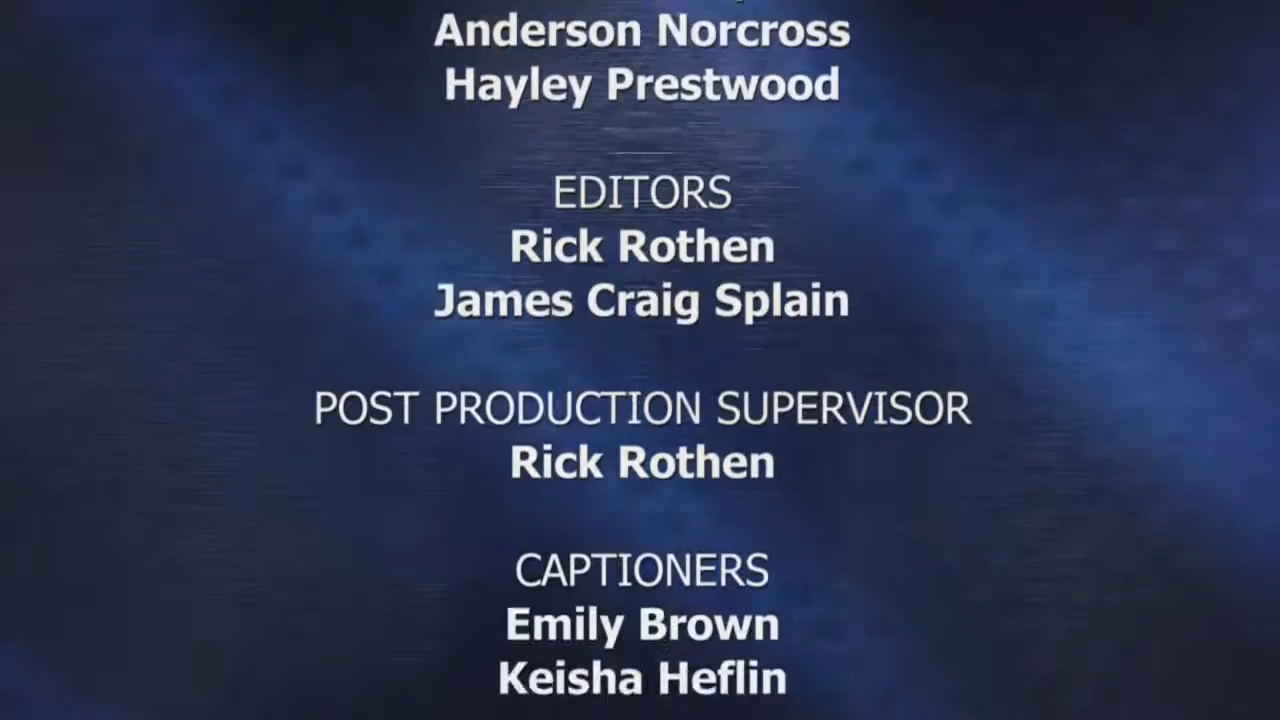 Anderson Norcross
Hayley Prestwood
EDITORS
Rick Rothen
James Craig Splain
POST PRODUCTION SUPERVISOR
Rick Rothen
CAPTIONERS
Emily Brown
Keisha Heflin